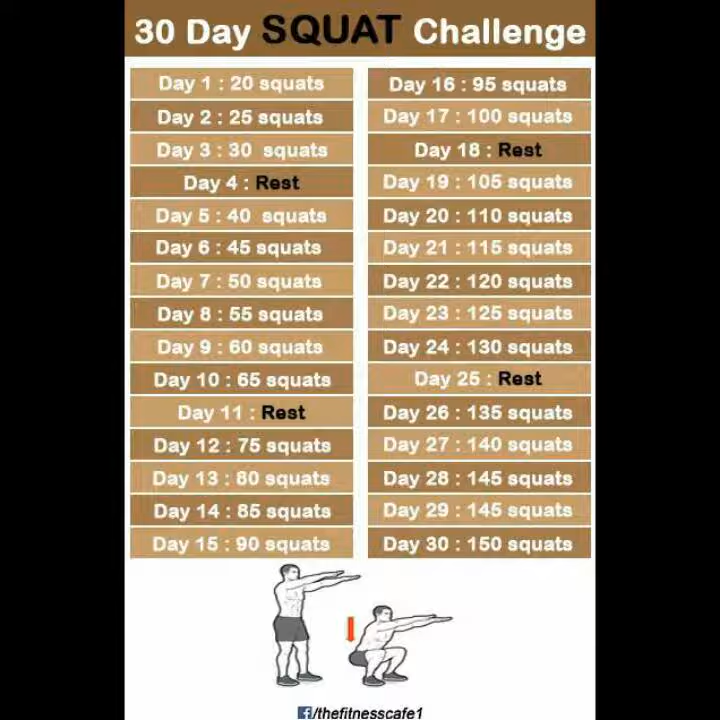 30 Day SQUAT Challenge
Day 1 : 20 squats
Day 2 : 25 squats
Day 3 : 30 squats
Day 4 : Rest
Day 5 : 40 squats
Day 6 : 45 squats
Day 7 : 50 squats
Day 8 : 55 squats
Day 9 : 60 squats
Day 10 : 65 squats
Day 11 : Rest
Day 12 : 75 squats
Day 13 : 80 squats
Day 14 : 85 squats
Day 15 : 90 squats
Day 16 : 95 squats
Day 17 : 100 squats
Day 18 : Rest
Day 19 : 105 squats
Day 20 : 110 squats
Day 21 : 115 squats
Day 22 : 120 squats
Day 23 : 125 squats
Day 24 : 130 squats
Day 25 : Rest
Day 26 : 135 squats
Day 27 : 140 squats
Day 28 : 145 squats
Day 29 : 145 squats
Day 30 : 150 squats
f/thefitnesscafe1